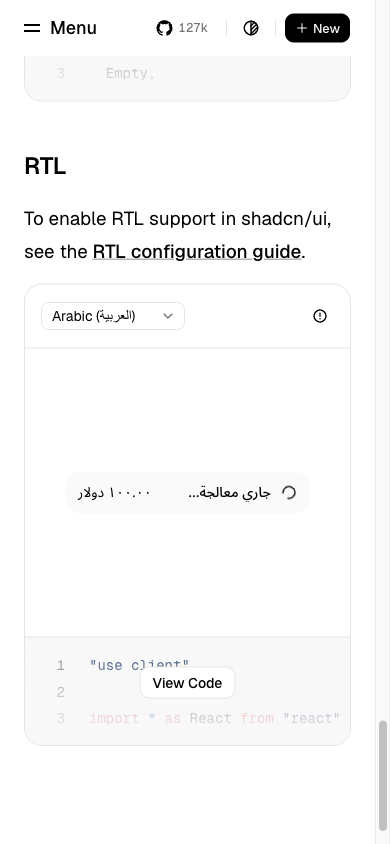 Menu
127k
New
3 Empty,
RTL
To enable RTL support in shadcn/ui,
see the RTL configuration guide.
Arabic (العربية)
جاري معالجة...
١٠٠.٠٠ دولار
1 "use client"
2
View Code
3 import * as React from "react"